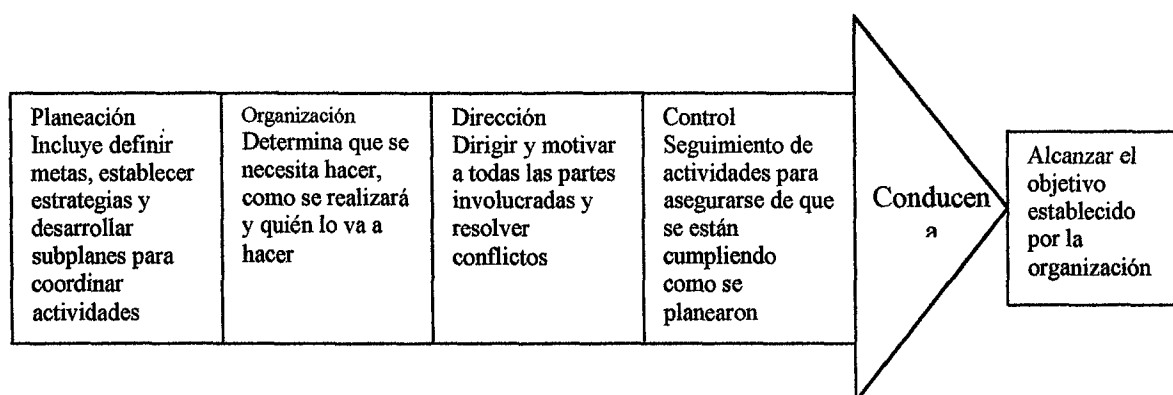 Planeación
Incluye definir
metas, establecer
estrategias y
desarrollar
subplanes para
coordinar
actividades
Organización
Determina que se
necesita hacer,
como se realizará
y quién lo va a
hacer
Dirección
Dirigir y motivar
a todas las partes
involucradas y
resolver
conflictos
Control
Seguimiento de
actividades para
asegurarse de que
se están
cumpliendo
como se
planearon
Conducen
a
Alcanzar el
objetivo
establecido
por la
organización